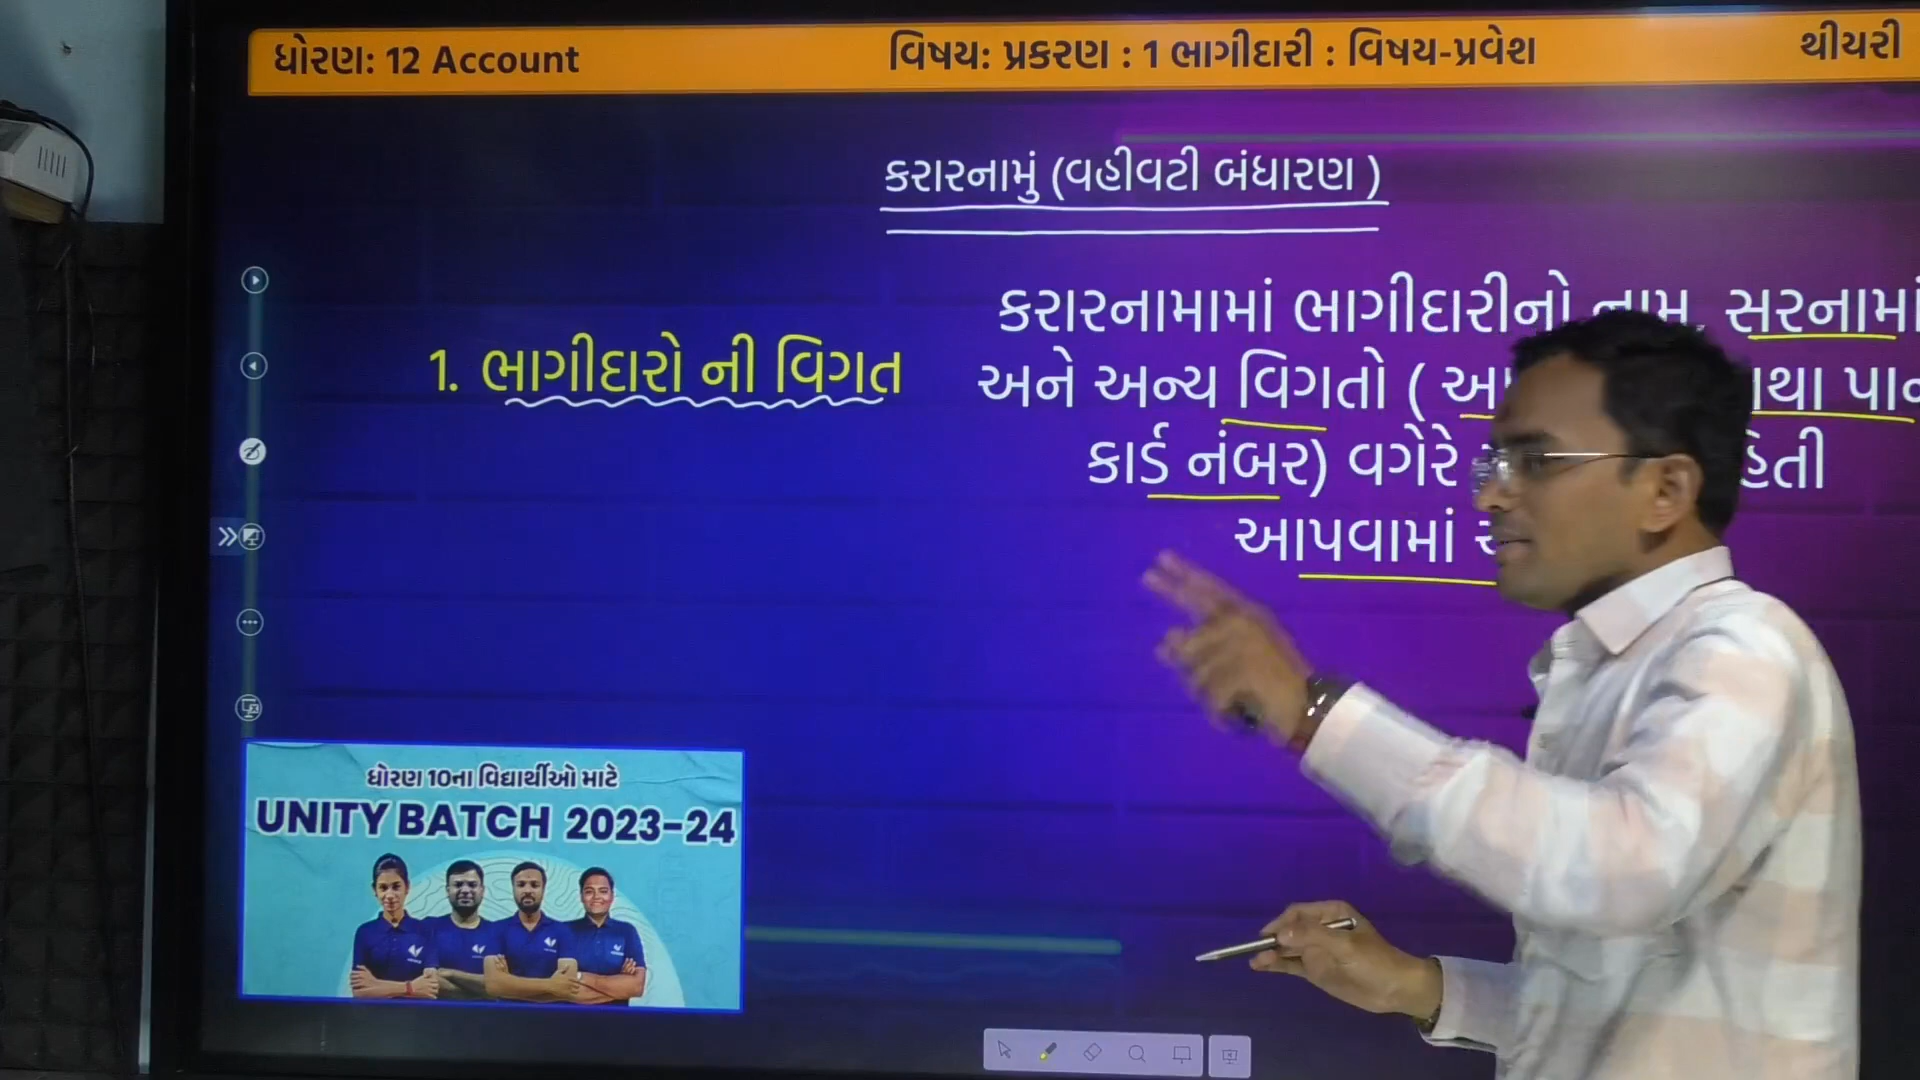 ધોરણ: 12 Account
વિષય: પ્રકરણ : 1 ભાગીદારી : વિષય-પ્રવેશ
થીયરી
કરારનામું (વહીવટી બંધારણ )
1. ભાગીદારો ની વિગત
કરારનામામાં ભાગીદારીનો નામ, સરનામાં
અને અન્ય વિગતો (
કાર્ડ નંબર) વગેરે
આપવામાં
ધોરણ 10ના વિદ્યાર્થીઓ માટે
UNITY BATCH 2023-24